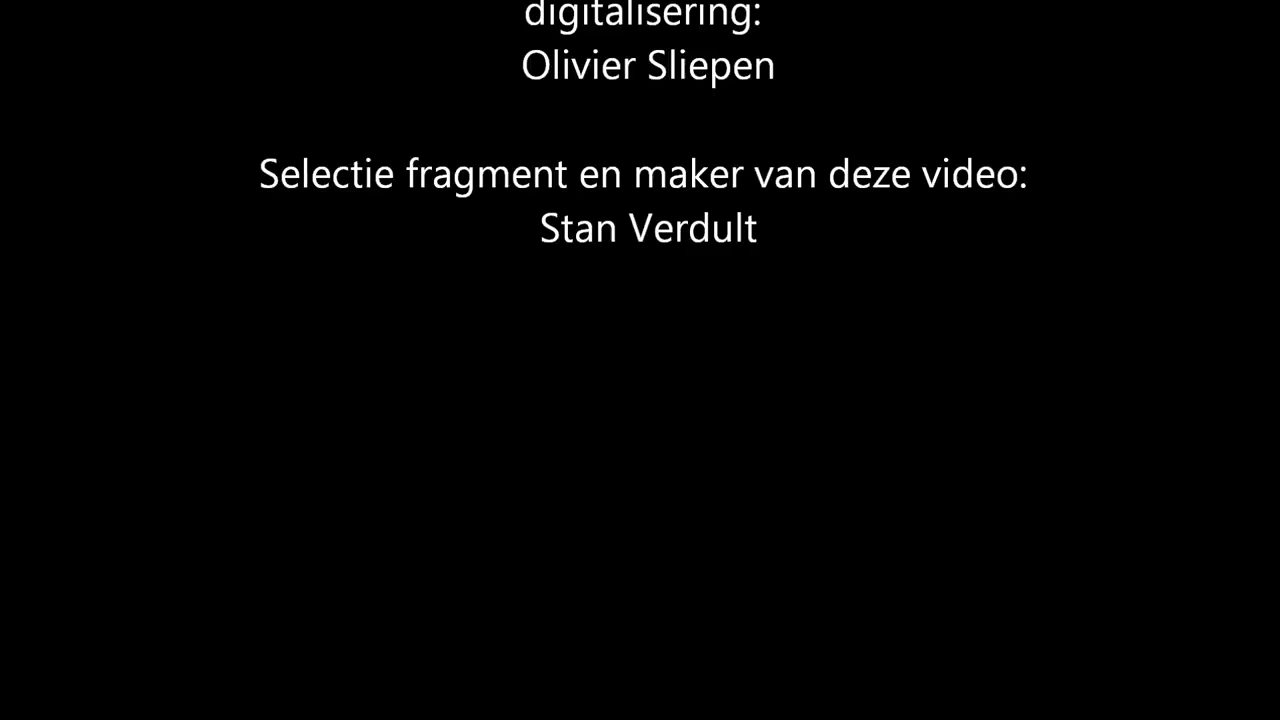 digitalisering:
Olivier Sliepen
Selectie fragment en maker van deze video:
Stan Verdult